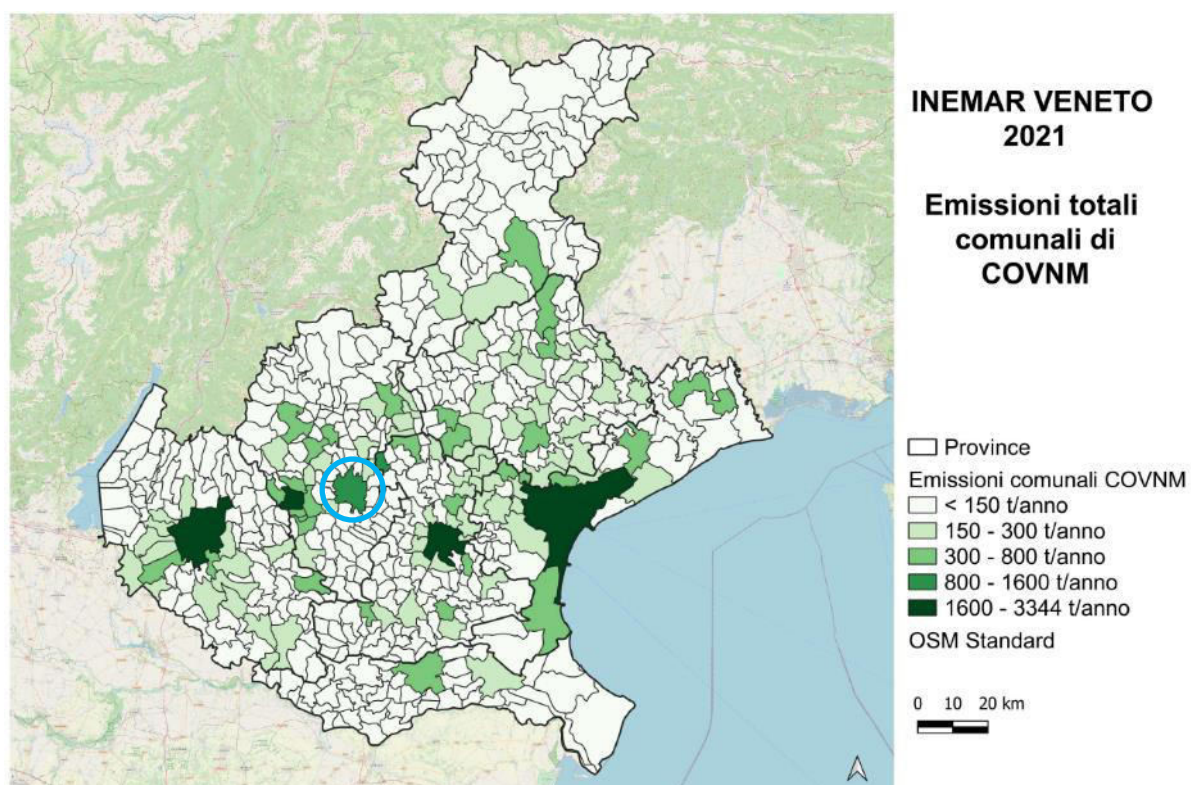 INEMAR VENETO
2021
Emissioni totali
comunali di
COVNM
Province
Emissioni comunali COVNM
< 150 t/anno
150 - 300 t/anno
300 - 800 t/anno
800 - 1600 t/anno
1600 - 3344 t/anno
OSM Standard
0 10 20 km